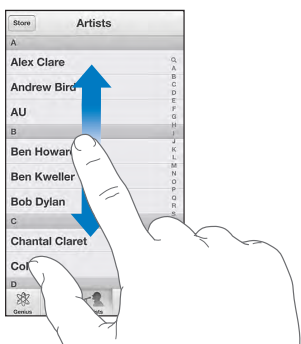 Store
Artists
A
Alex Clare
A
B
Andrew Bird
C
D
E
AU
F
G
H
B
I
J
Ben Howar
K
L
M
Ben Kweller
N
O
P
Bob Dylan
Q
R
S
C
Chantal Claret
Col
D
Genius